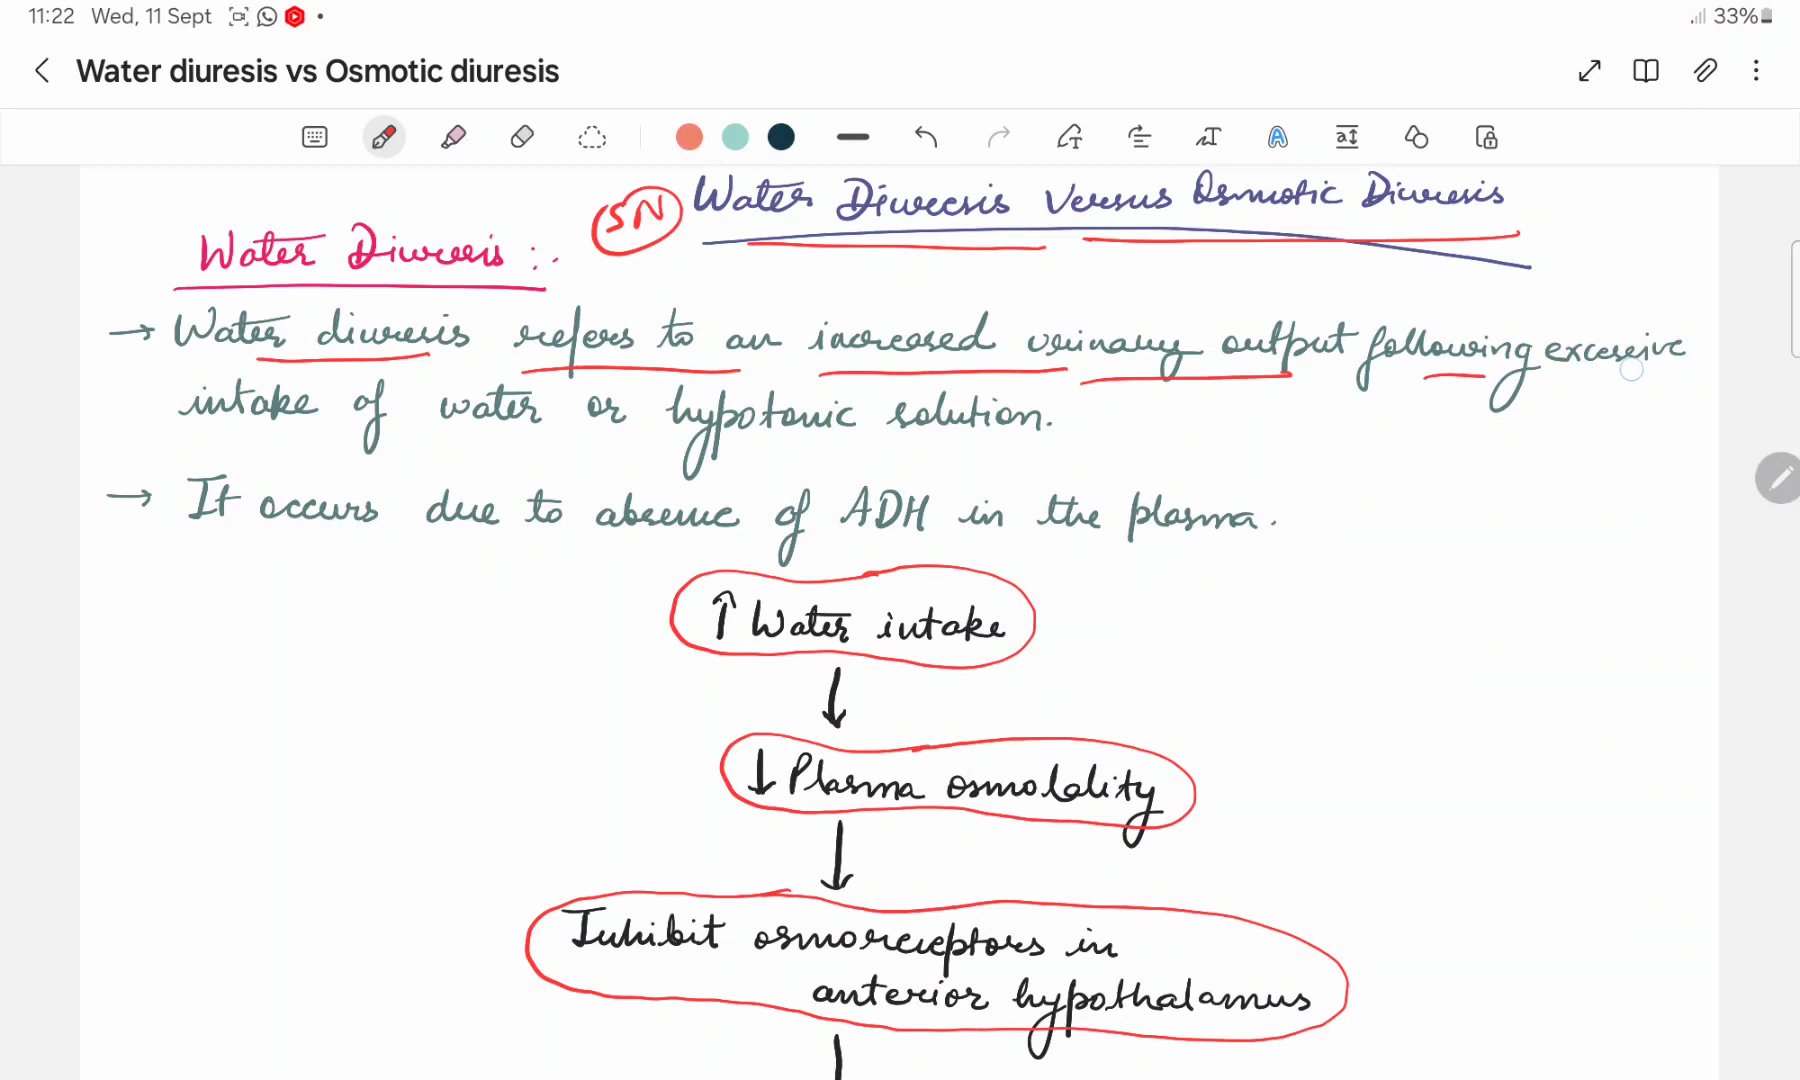 11:22 Wed, 11 Sept 33%
Water diuresis vs Osmotic diuresis
SN Water Diuresis Versus Osmotic Diuresis
Water Diuresis :-
→ Water diuresis refers to an increased urinary output following excessive
intake of water or hypotonic solution.
→ It occurs due to absence of ADH in the plasma.
↑ Water intake
↓
↓ Plasma osmolality
↓
Inhibit osmoreceptors in
anterior hypothalamus